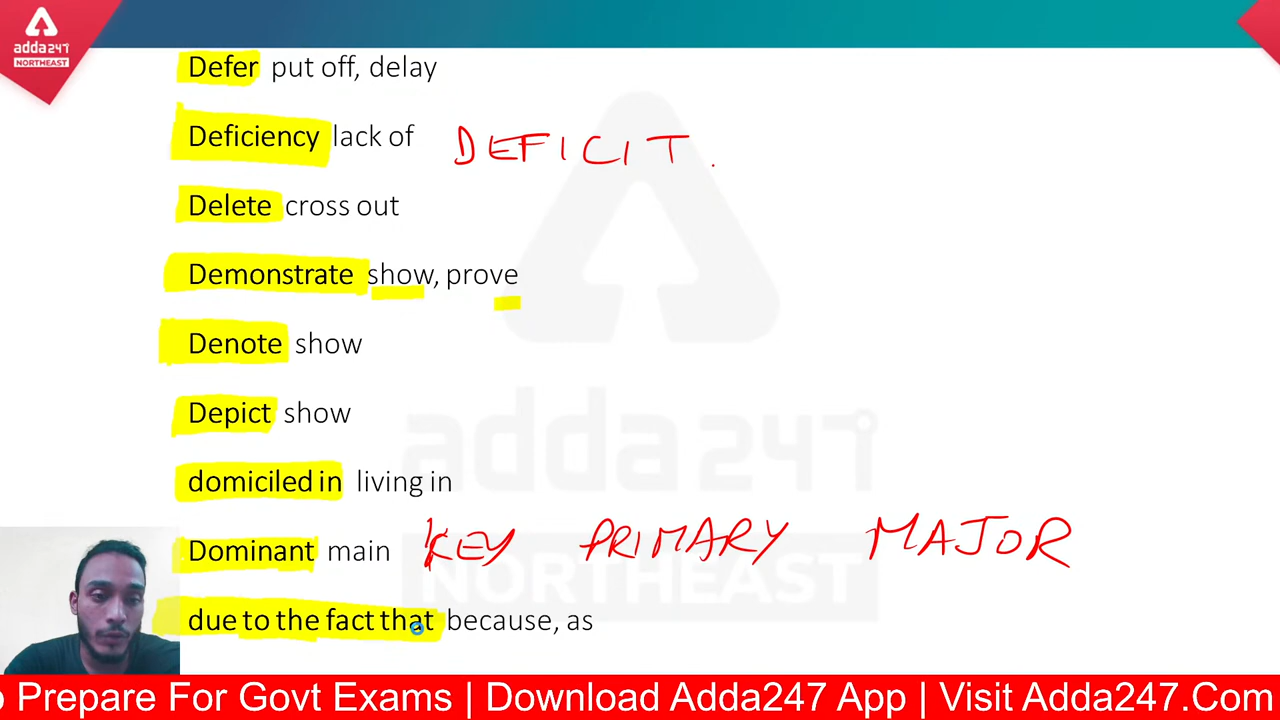 adda247
NORTHEAST
Defer put off, delay
Deficiency lack of DEFICIT.
Delete cross out
Demonstrate show, prove
Denote show
Depict show
adda247
domiciled in living in
Dominant main KEY PRIMARY MAJOR
NORTHEAST
due to the fact that because, as
o Prepare For Govt Exams | Download Adda247 App | Visit Adda247.Com